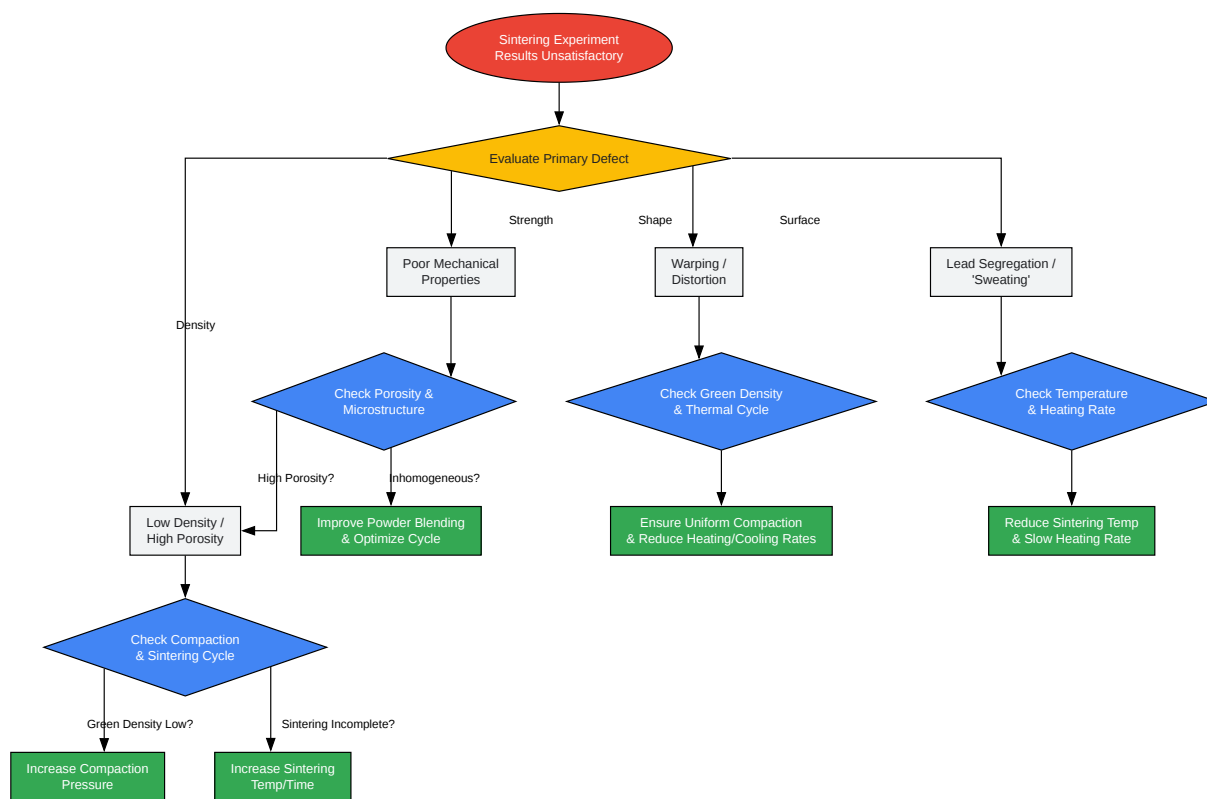 Sintering Experiment
Results Unsatisfactory
Evaluate Primary Defect
Strength
Shape
Surface
Poor Mechanical
Properties
Warping /
Distortion
Lead Segregation /
'Sweating'
Density
Check Porosity &
Microstructure
Check Green Density
& Thermal Cycle
Check Temperature
& Heating Rate
High Porosity?
Inhomogeneous?
Low Density /
High Porosity
Improve Powder Blending
& Optimize Cycle
Ensure Uniform Compaction
& Reduce Heating/Cooling Rates
Reduce Sintering Temp
& Slow Heating Rate
Check Compaction
& Sintering Cycle
Green Density Low?
Sintering Incomplete?
Increase Compaction
Pressure
Increase Sintering
Temp/Time